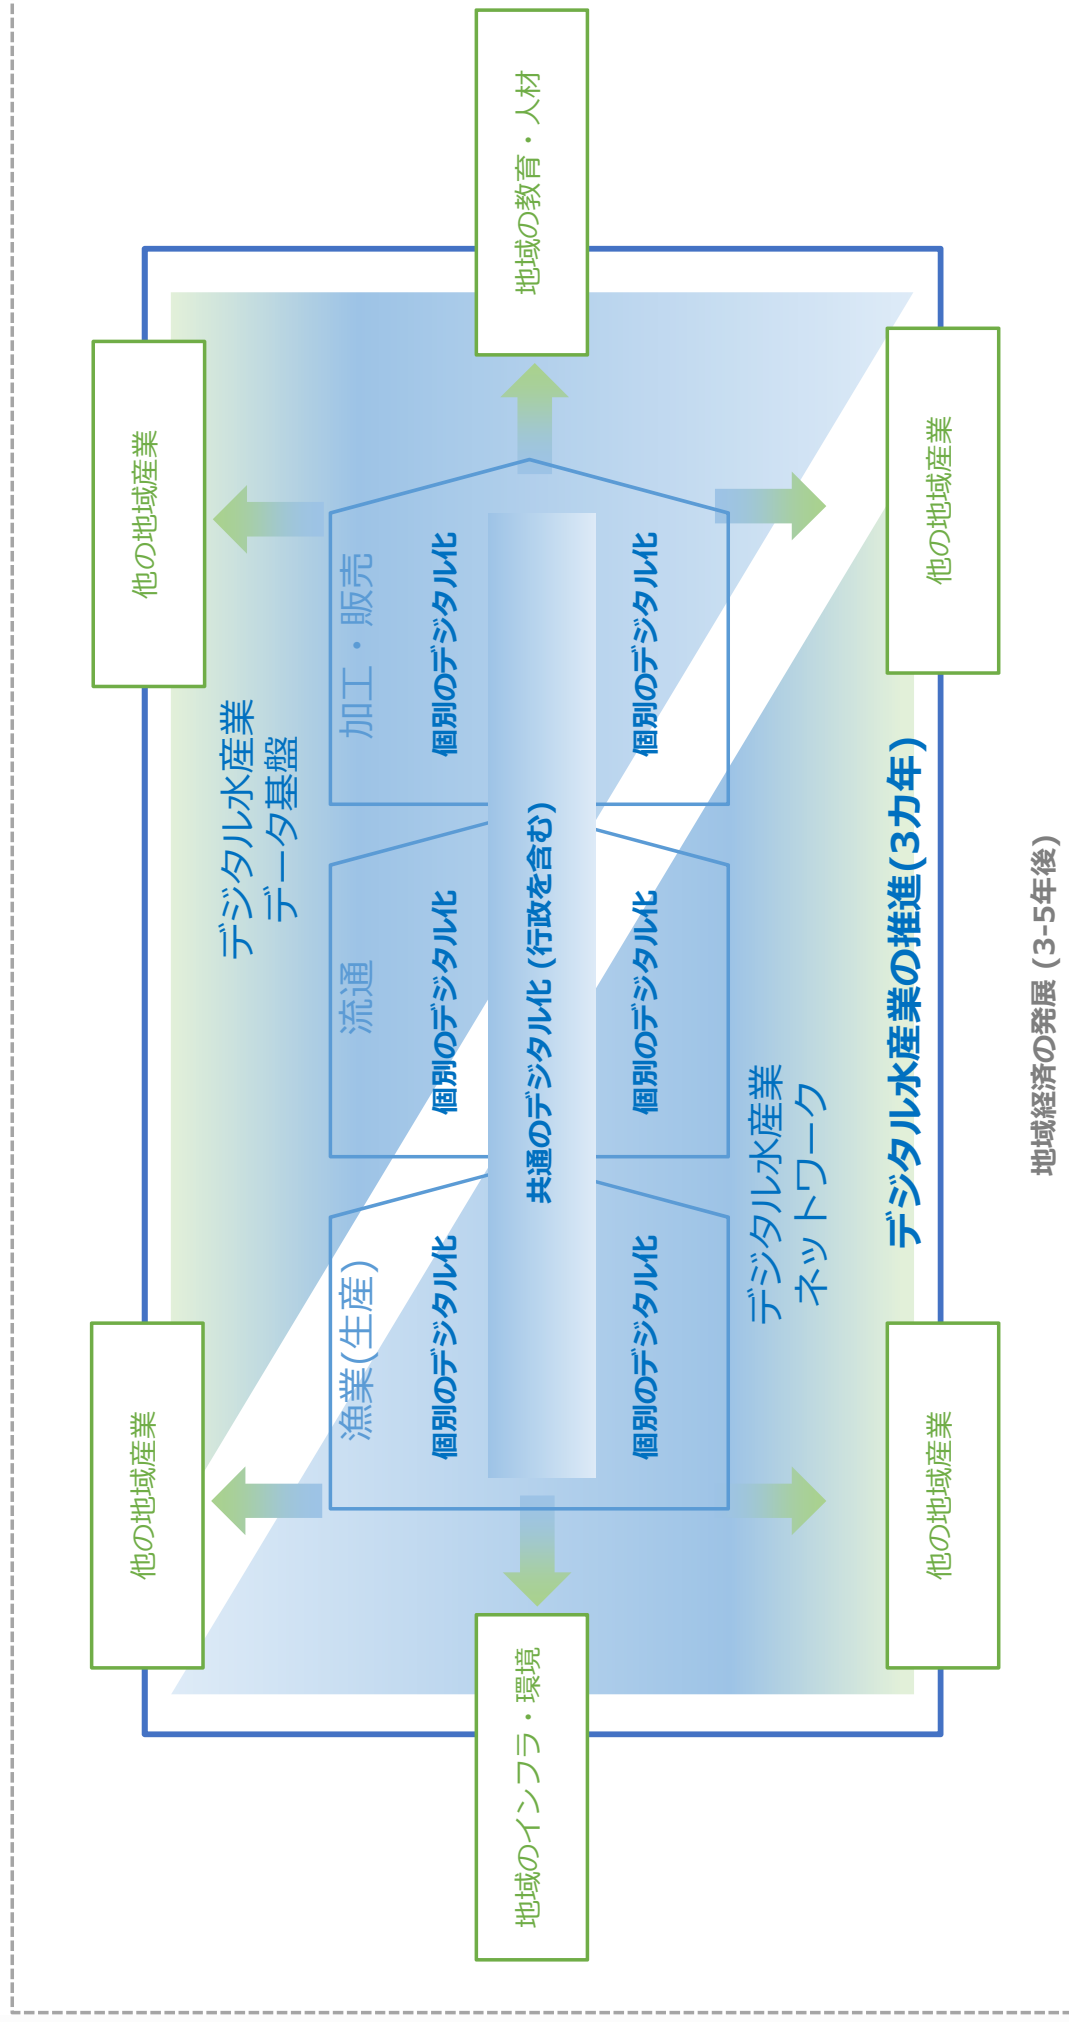 他の地域産業
他の地域産業
デジタル水産業
データ基盤
漁業(生産)
流通
加工・販売
個別のデジタル化
個別のデジタル化
個別のデジタル化
地域のインフラ・環境
共通のデジタル化 (行政を含む)
地域の教育・人材
個別のデジタル化
個別のデジタル化
個別のデジタル化
デジタル水産業
ネットワーク
他の地域産業
デジタル水産業の推進(3カ年)
他の地域産業
地域経済の発展 (3-5年後)